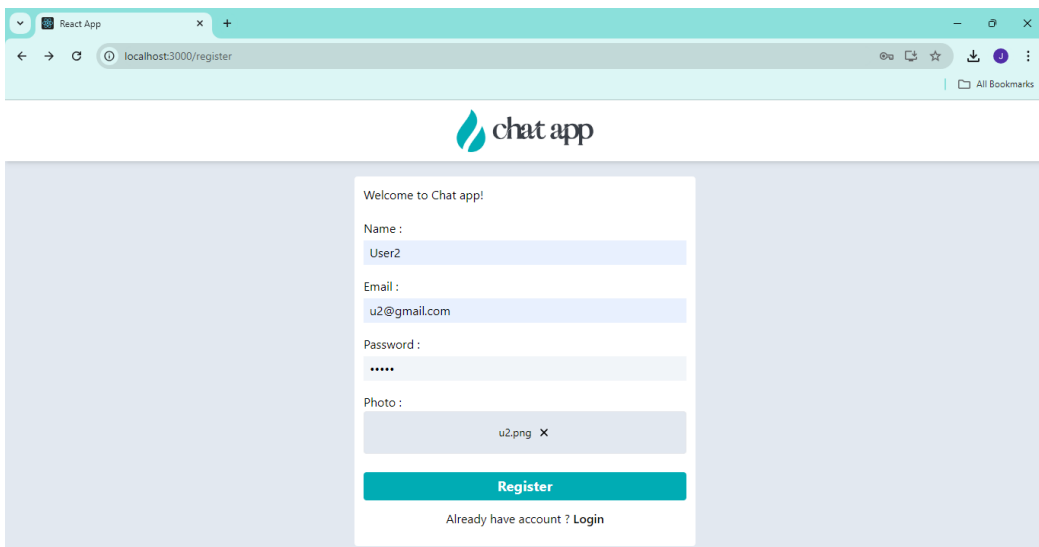 React App
localhost:3000/register
J
All Bookmarks
chat app
Welcome to Chat app!
Name :
User2
Email :
u2@gmail.com
Password :
•••••
Photo :
u2.png ✕
Register
Already have account ? Login